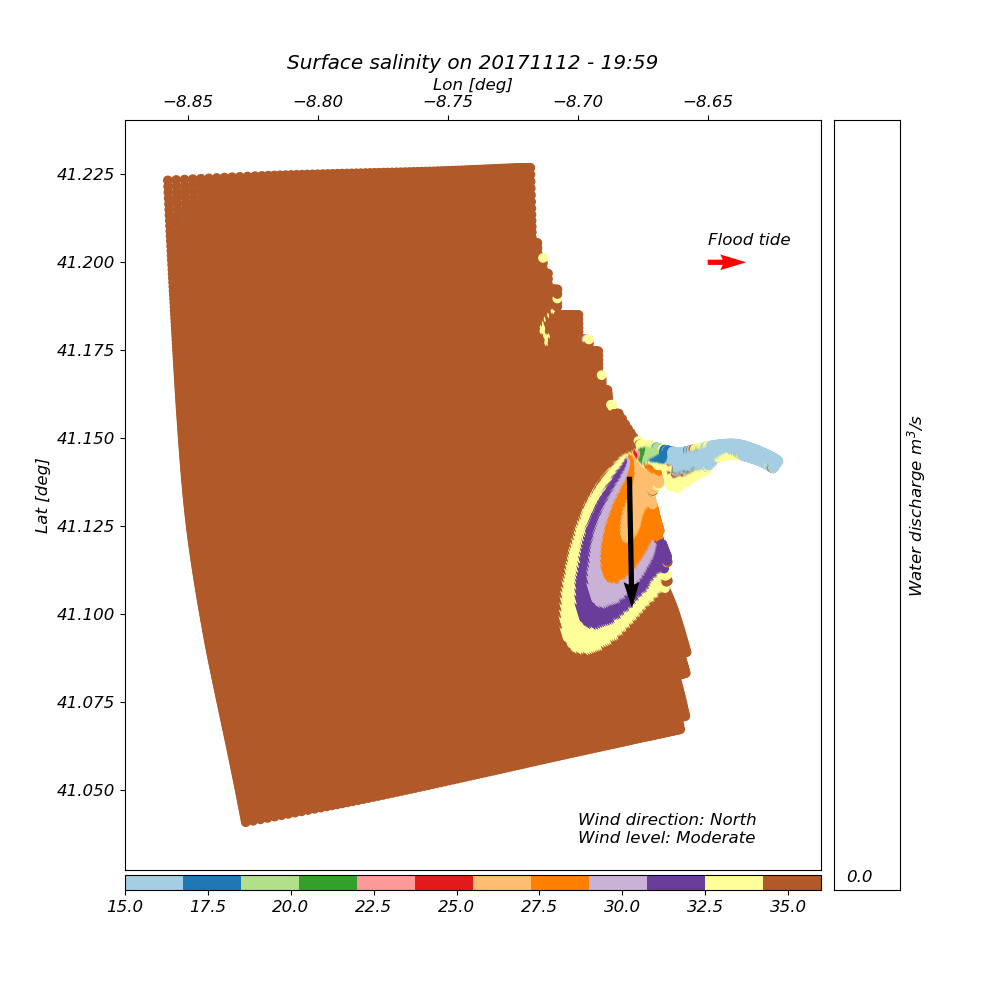 Surface salinity on 20171112 - 19:59
Lon [deg]
−8.85 −8.80 −8.75 −8.70 −8.65
41.225
41.200
41.175
41.150
41.125
41.100
41.075
41.050
Lat [deg]
Flood tide
Wind direction: North
Wind level: Moderate
15.0 17.5 20.0 22.5 25.0 27.5 30.0 32.5 35.0
0.0
Water discharge m³/s